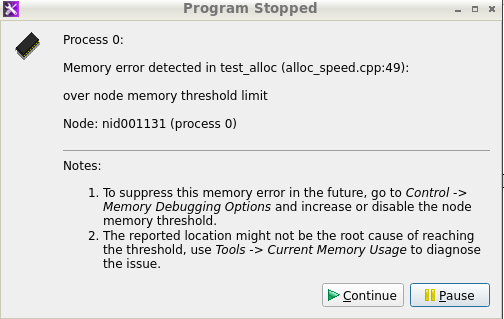 Program Stopped
Process 0:
Memory error detected in test_alloc (alloc_speed.cpp:49):
over node memory threshold limit
Node: nid001131 (process 0)
Notes:
1. To suppress this memory error in the future, go to Control ->
Memory Debugging Options and increase or disable the node
memory threshold.
2. The reported location might not be the root cause of reaching
the threshold, use Tools -> Current Memory Usage to diagnose
the issue.
Continue
Pause